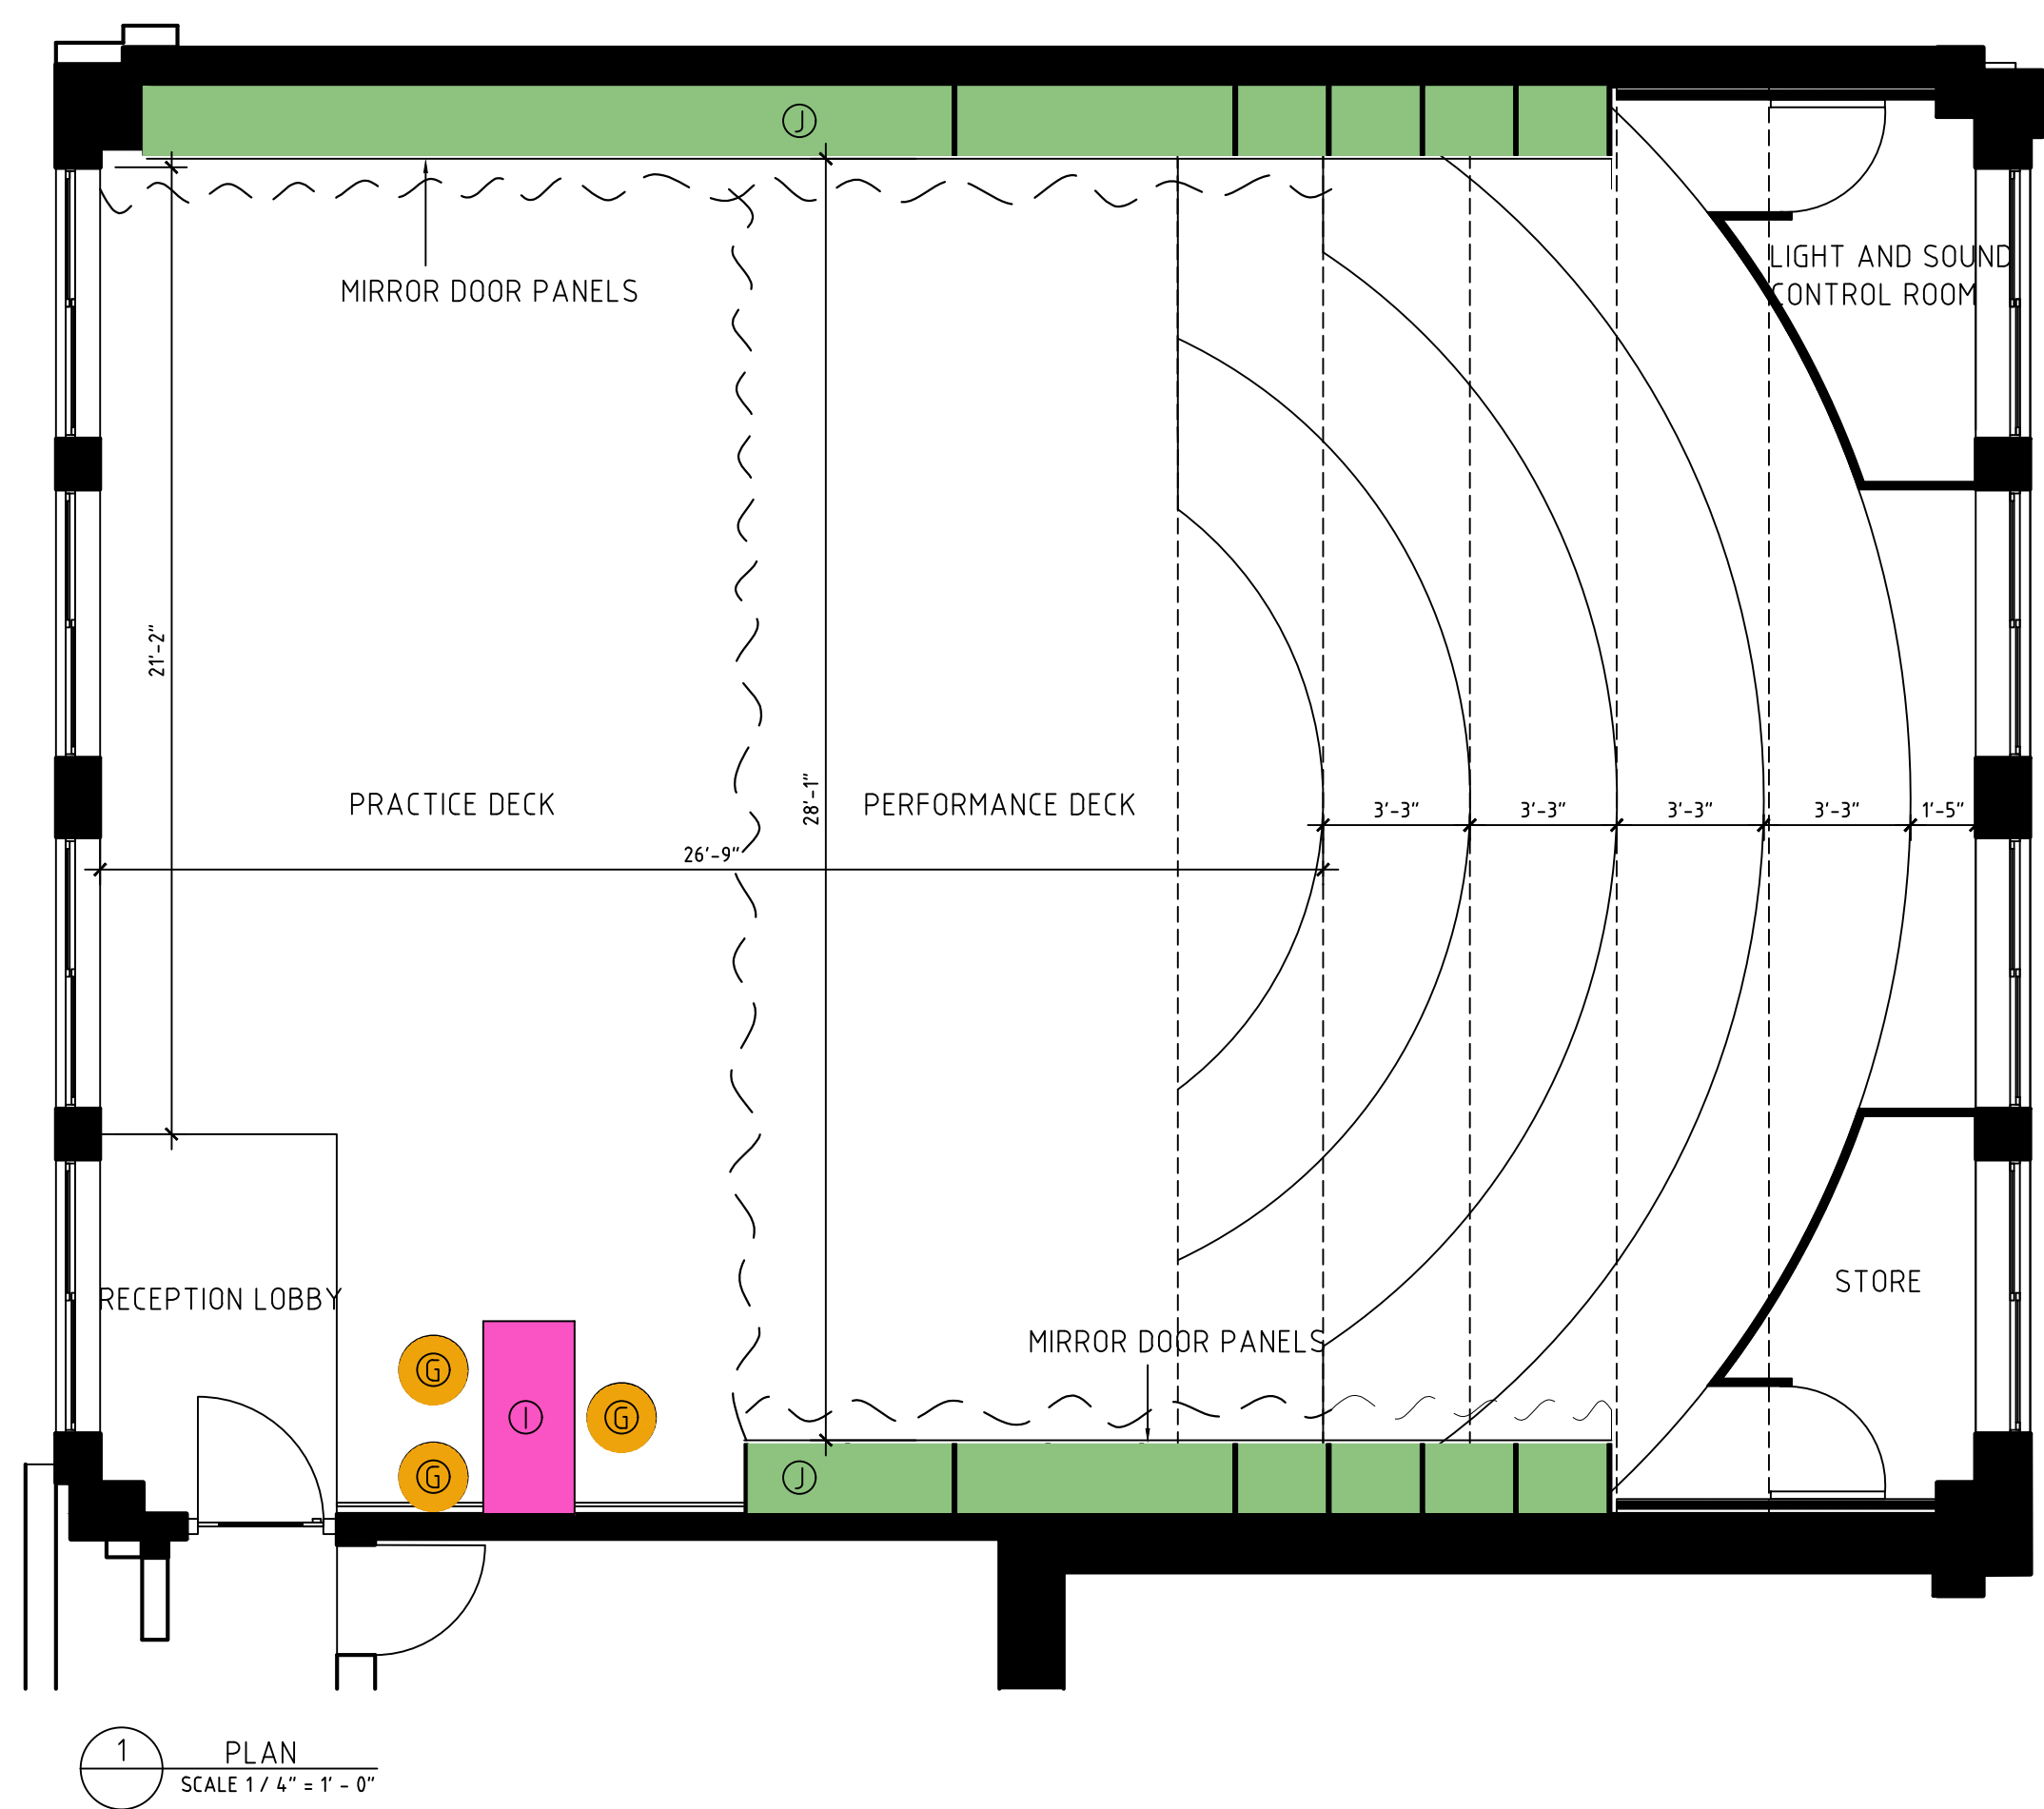 J
MIRROR DOOR PANELS
LIGHT AND SOUND
CONTROL ROOM
21'-2"
28'-1"
PRACTICE DECK
PERFORMANCE DECK
3'-3"
3'-3"
3'-3"
3'-3"
1'-5"
26'-9"
RECEPTION LOBBY
STORE
MIRROR DOOR PANELS
G
I
G
G
J
1
PLAN
SCALE 1 / 4" = 1' - 0"